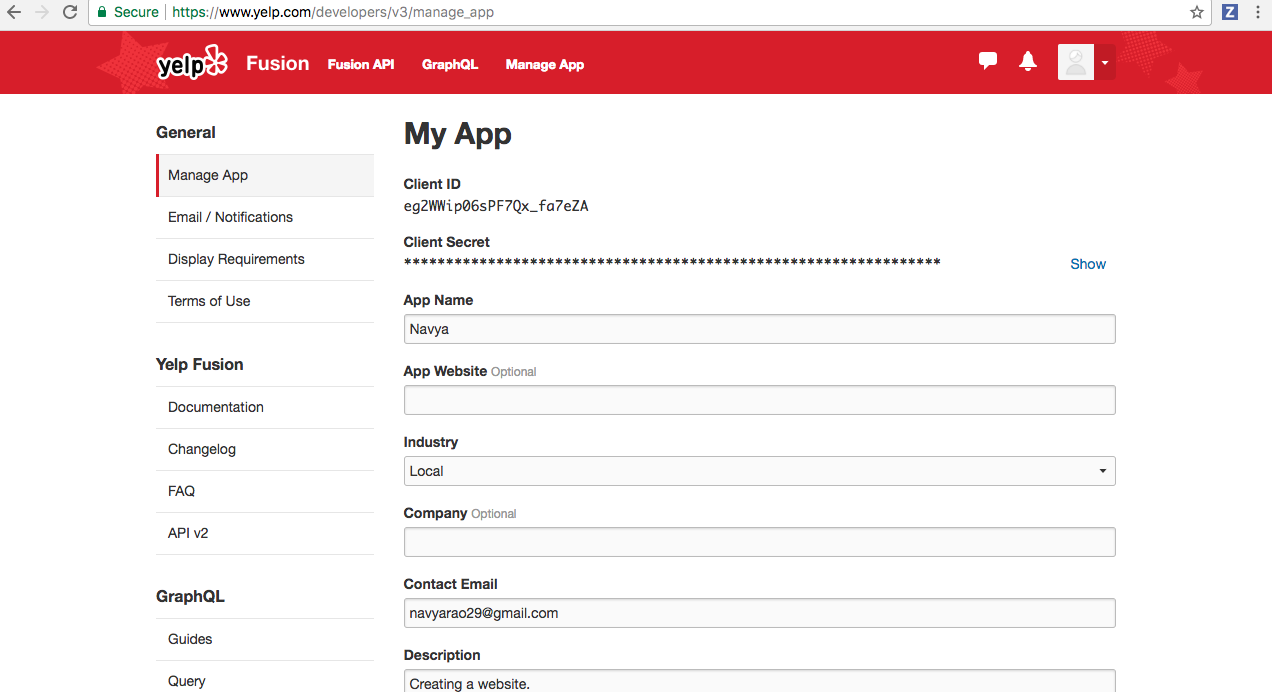 Secure https://www.yelp.com/developers/v3/manage_app
Z
yelp Fusion Fusion API GraphQL Manage App
General
Manage App
Email / Notifications
Display Requirements
Terms of Use
Yelp Fusion
Documentation
Changelog
FAQ
API v2
GraphQL
Guides
Query
My App
Client ID
eg2WWip06sPF7Qx_fa7eZA
Client Secret
**************************************************************** Show
App Name
Navya
App Website Optional
Industry
Local
Company Optional
Contact Email
navyarao29@gmail.com
Description
Creating a website.